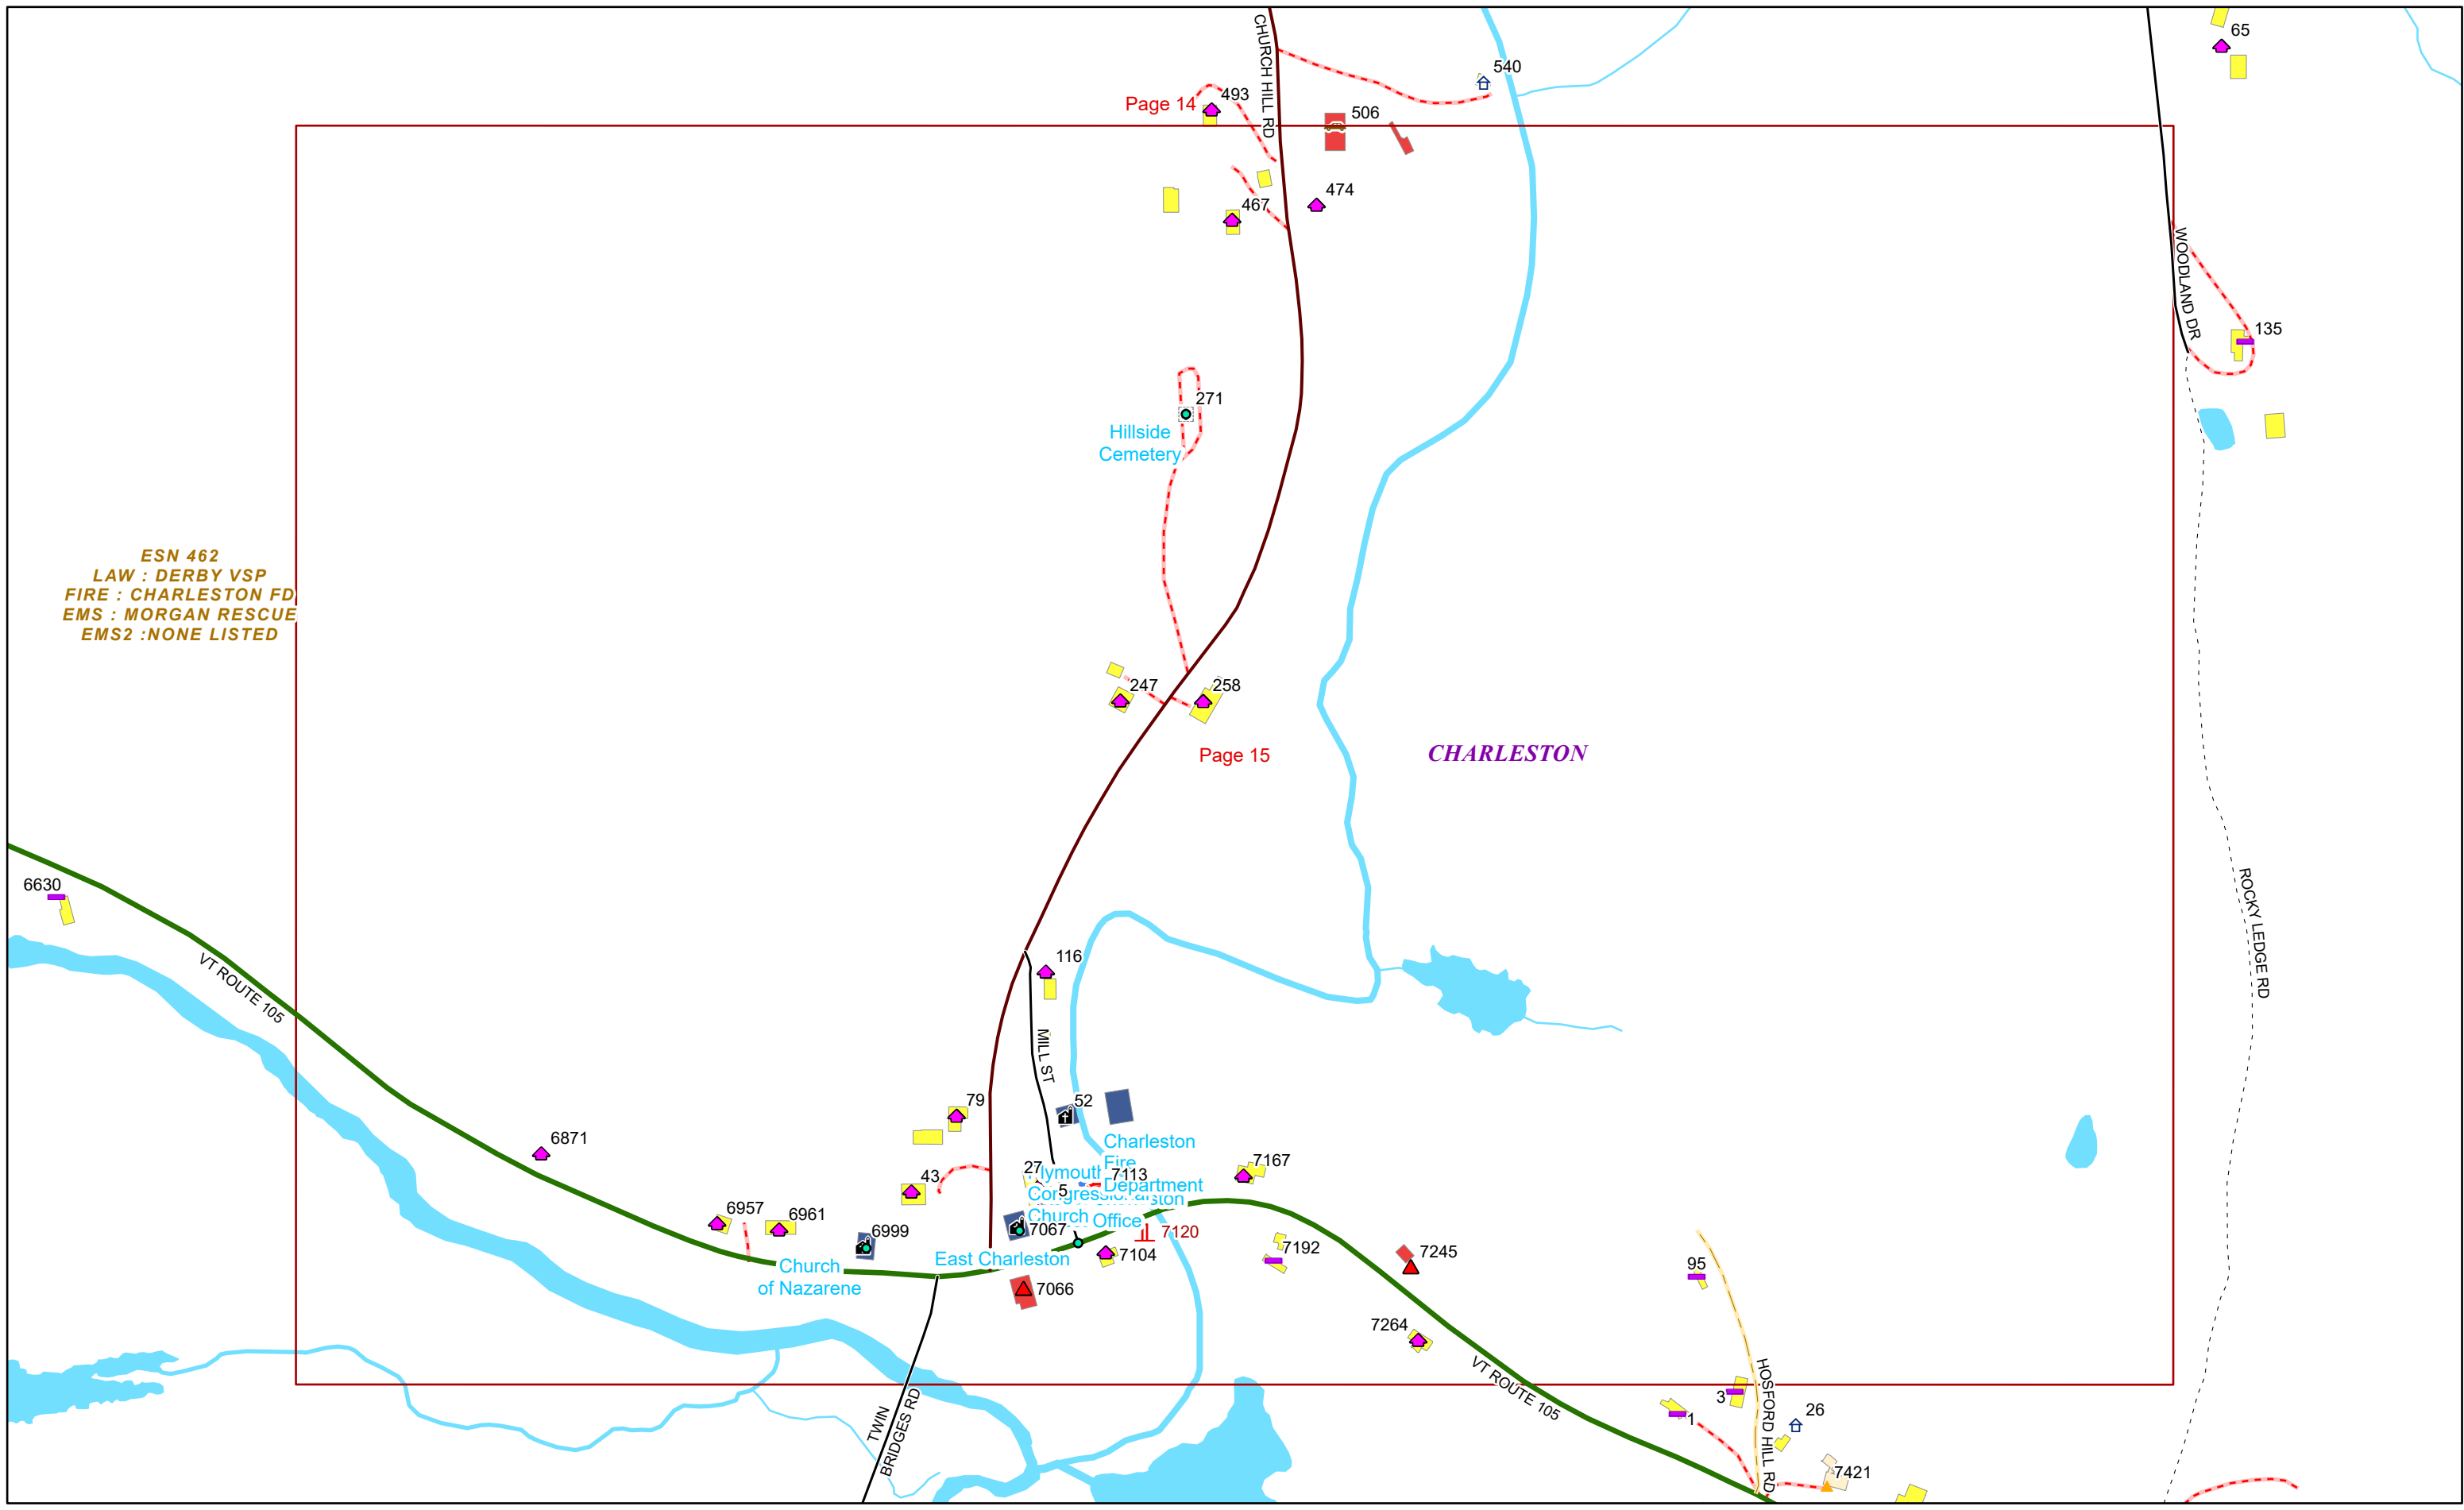 CHURCH HILL RD
65
540
Page 14
493
506
474
467
WOODLAND DR
135
271
Hillside
Cemetery
ESN 462
LAW : DERBY VSP
FIRE : CHARLESTON FD
EMS : MORGAN RESCUE
EMS2 :NONE LISTED
247
258
Page 15
CHARLESTON
6630
ROCKY LEDGE RD
VT ROUTE 105
116
MILL ST
79
52
6871
Charleston
Fire
Department
27
7113
7167
43
5
Plymouth
Congressional
Church
Office
6957
6961
6999
7067
7120
7104
7192
7245
East Charleston
Church
of Nazarene
7066
95
7264
VT ROUTE 105
HOSFORD HILL RD
3
1
26
TWIN
BRIDGES RD
7421